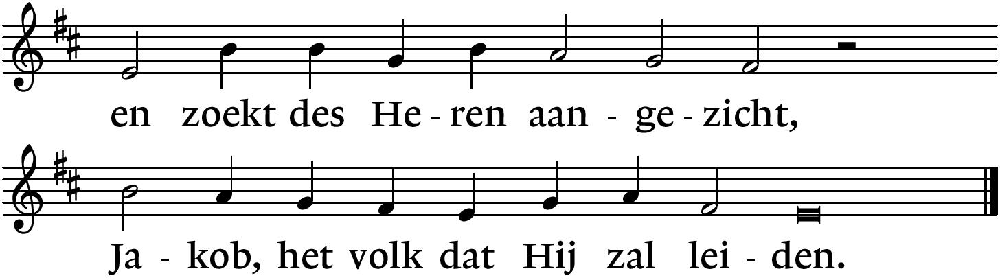 en zoekt des He - ren aan - ge - zicht,
Ja - kob, het volk dat Hij zal lei - den.